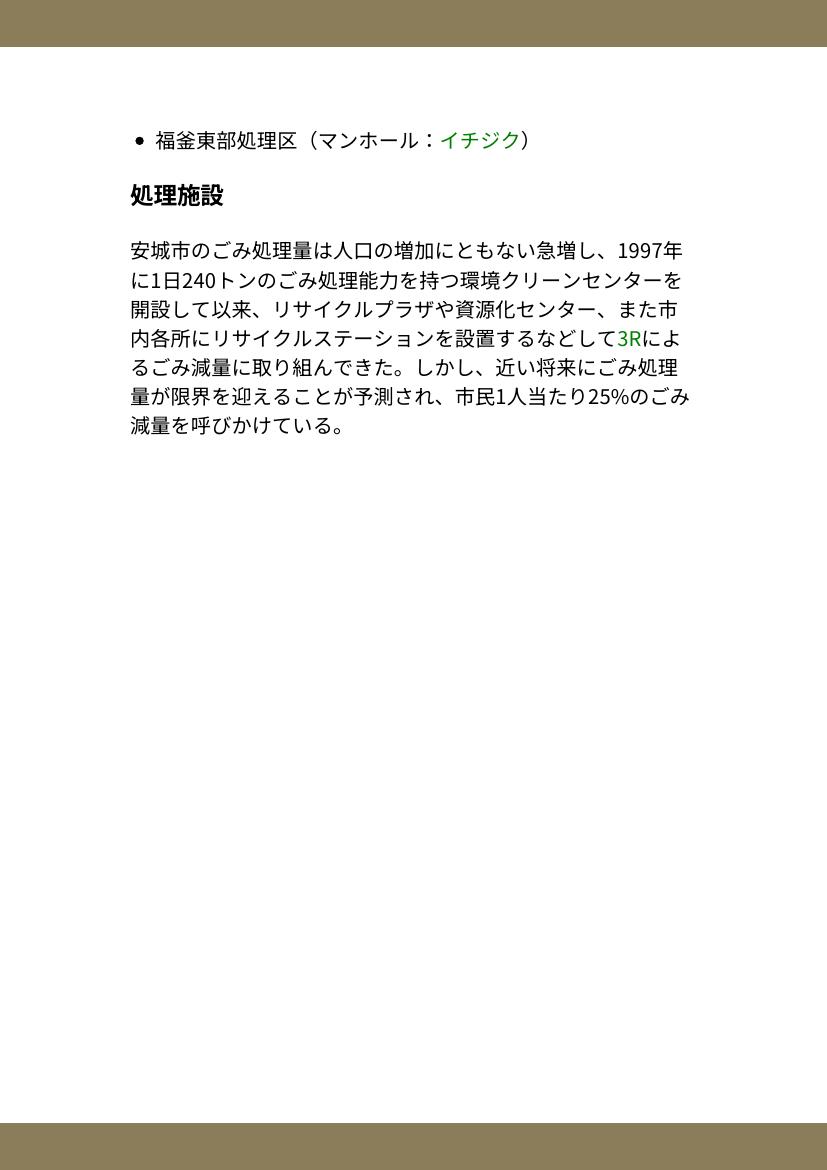 • 福釜東部処理区（マンホール：イチジク）
処理施設
安城市のごみ処理量は人口の増加にともない急増し、1997年
に1日240トンのごみ処理能力を持つ環境クリーンセンターを
開設して以来、リサイクルプラザや資源化センター、また市
内各所にリサイクルステーションを設置するなどして3Rによ
るごみ減量に取り組んできた。しかし、近い将来にごみ処理
量が限界を迎えることが予測され、市民1人当たり25%のごみ
減量を呼びかけている。